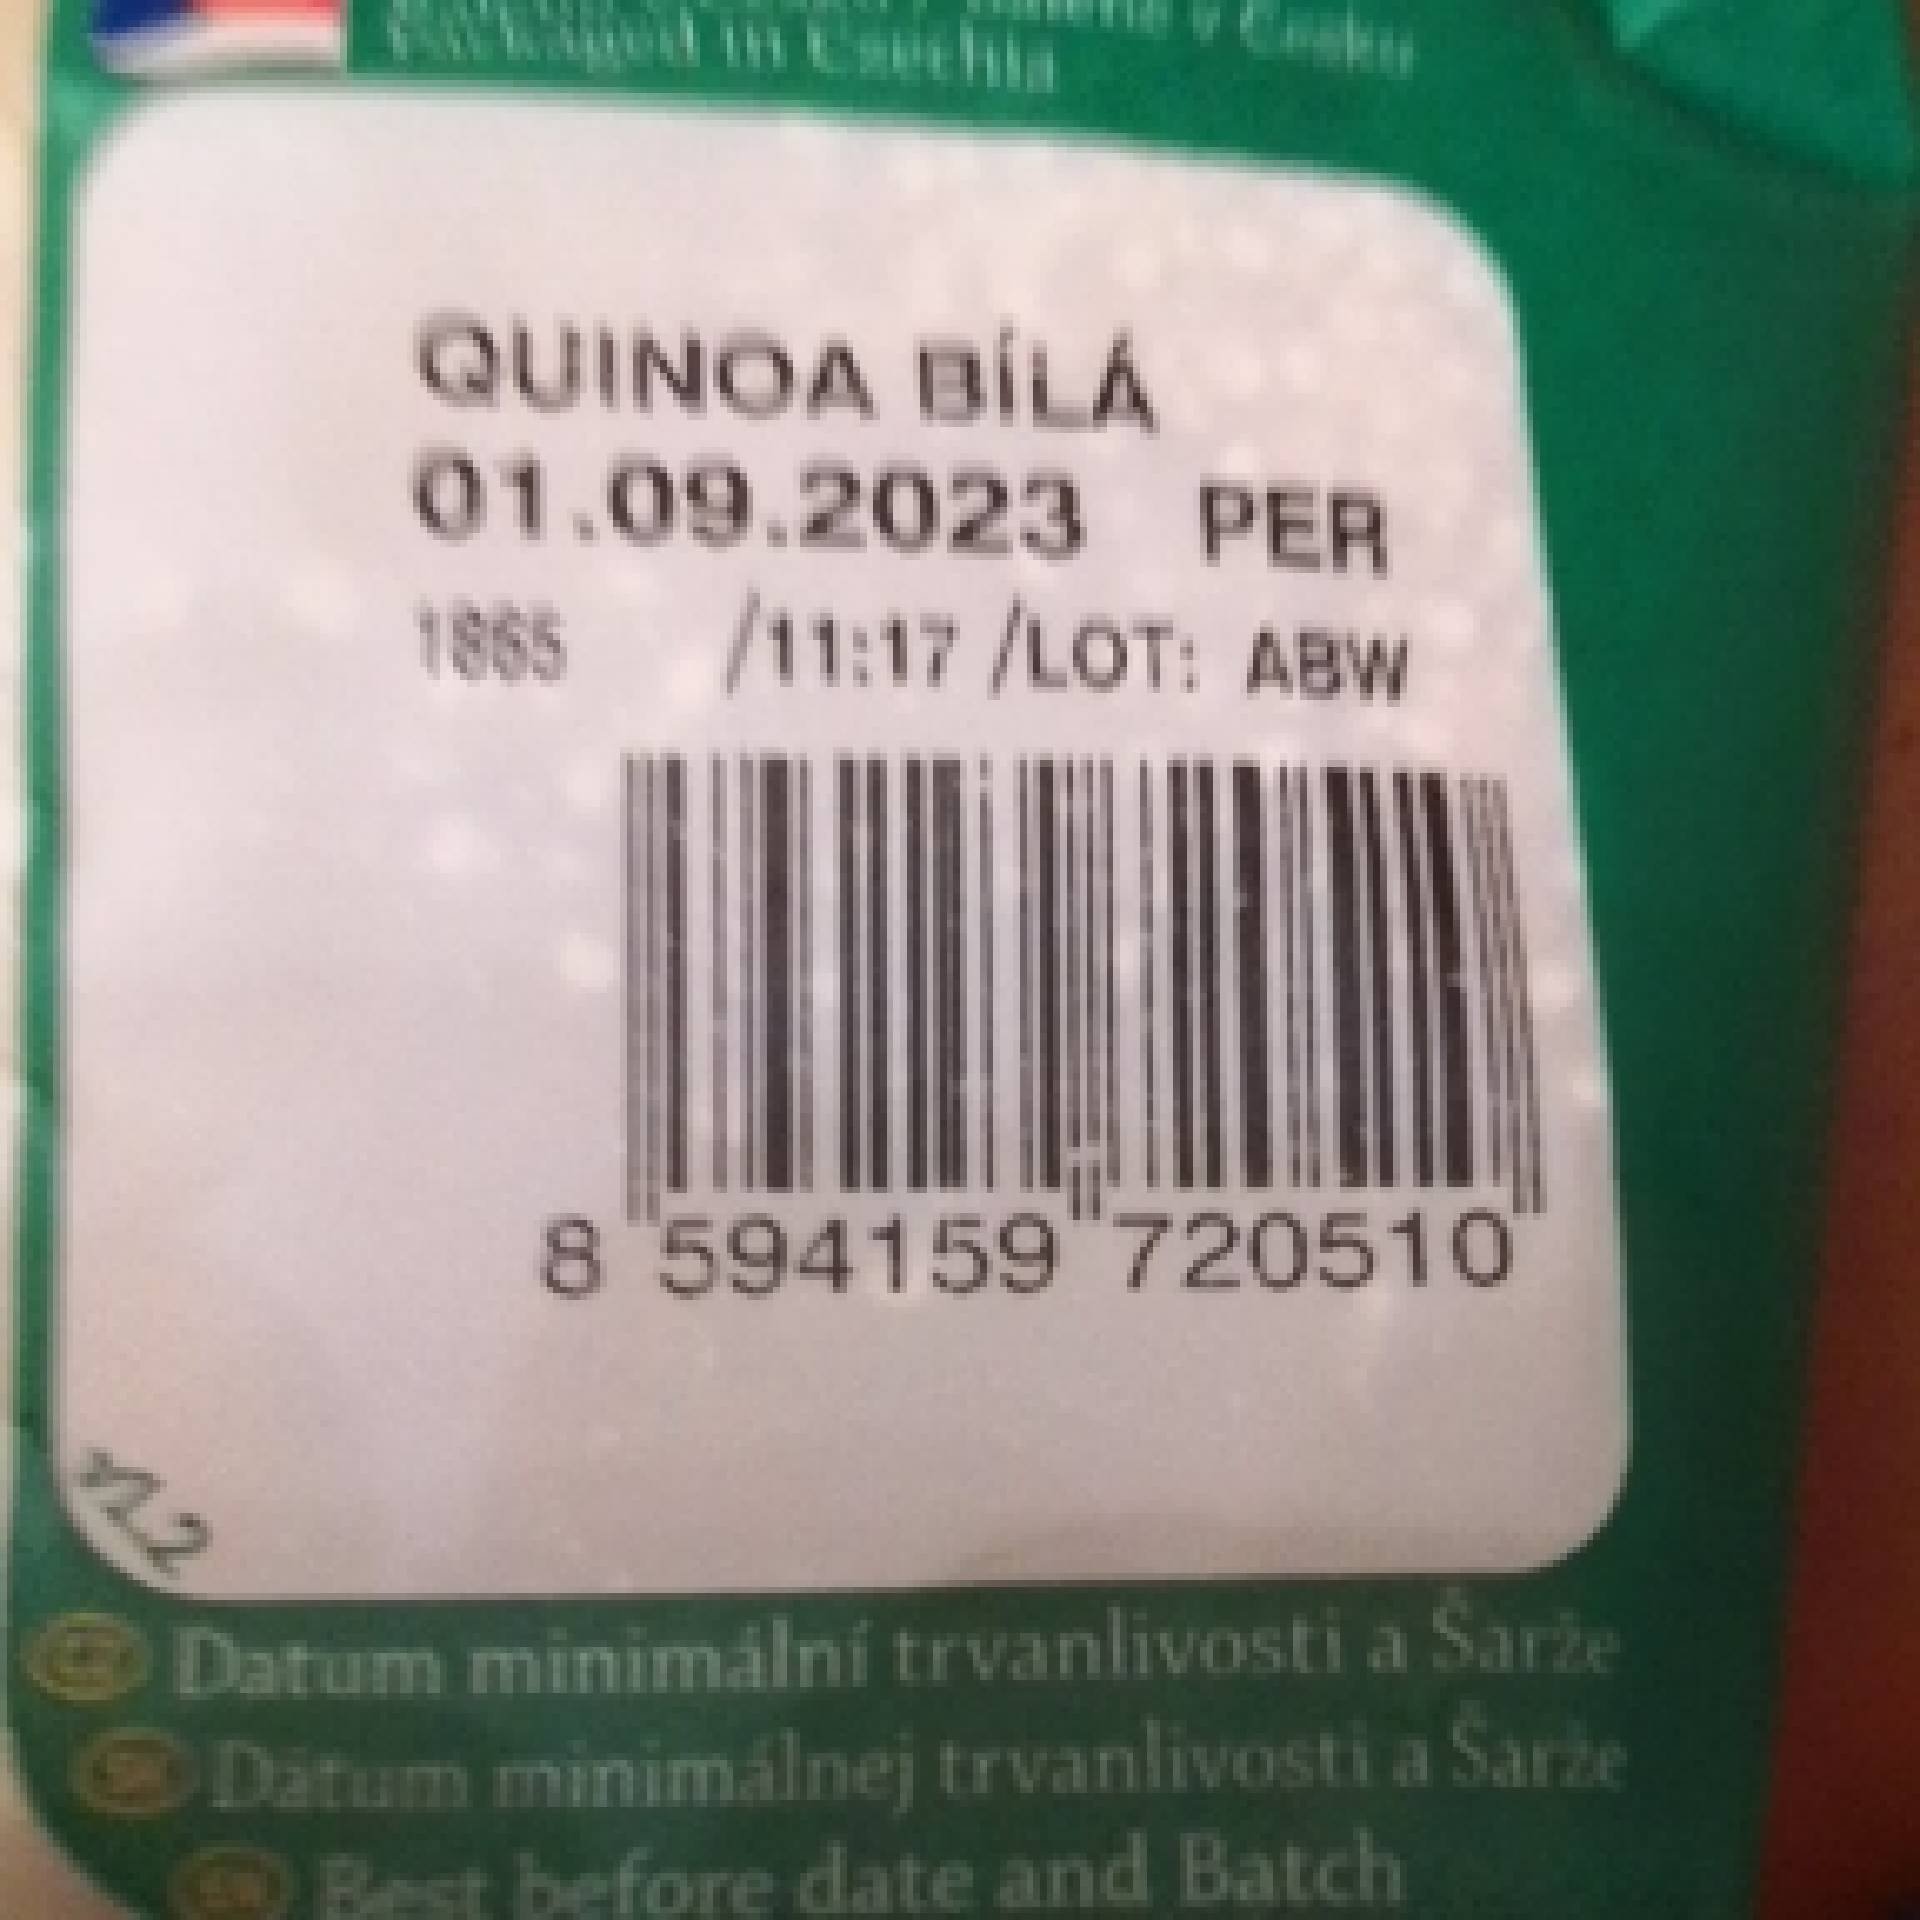 Packaged in Czechia
QUINOA BÍLÁ
01.09.2023 PER
1865 /11:17 /LOT: ABW
8 594159 720510
Datum minimální trvanlivosti a Šarže
Dátum minimálnej trvanlivosti a Šarže
Best before date and Batch